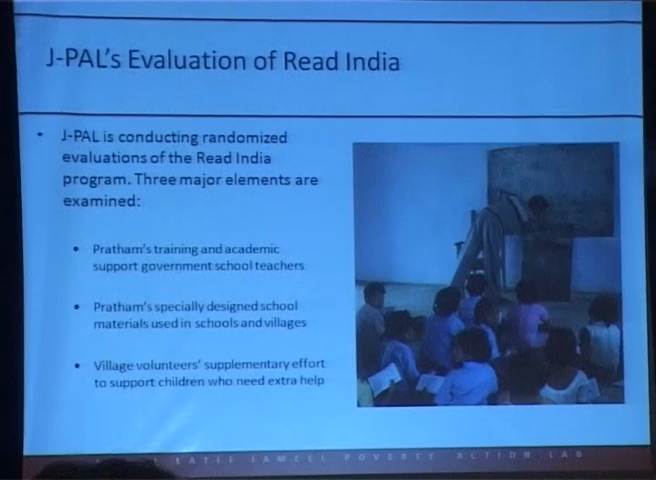 J-PAL's Evaluation of Read India
• J-PAL is conducting randomized
evaluations of the Read India
program. Three major elements are
examined:
• Pratham's training and academic
support government school teachers
• Pratham's specially designed school
materials used in schools and villages
• Village volunteers' supplementary effort
to support children who need extra help
LATIF JAMEEL POVERTY ACTION LAB